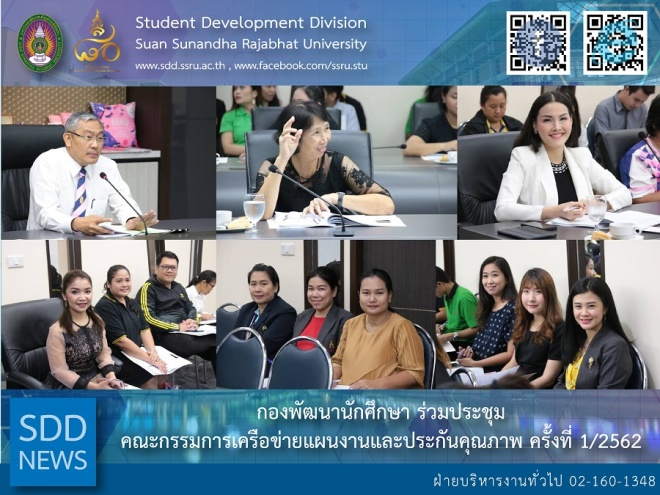 Student Development Division
Suan Sunandha Rajabhat University
www.sdd.ssru.ac.th , www.facebook.com/ssru.stu
SDD
NEWS
กองพัฒนานักศึกษา ร่วมประชุม
คณะกรรมการเครือข่ายแผนงานและประกันคุณภาพ ครั้งที่ 1/2562
ฝ่ายบริหารงานทั่วไป 02-160-1348